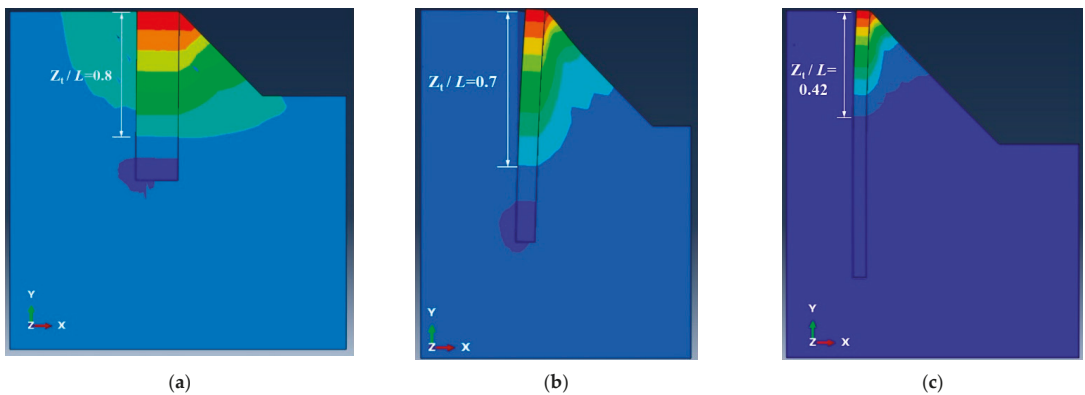 Zₜ / L=0.8
Y
Z X
(a)
Zₜ / L=0.7
Y
Z X
(b)
Zₜ / L=
0.42
Y
Z X
(c)